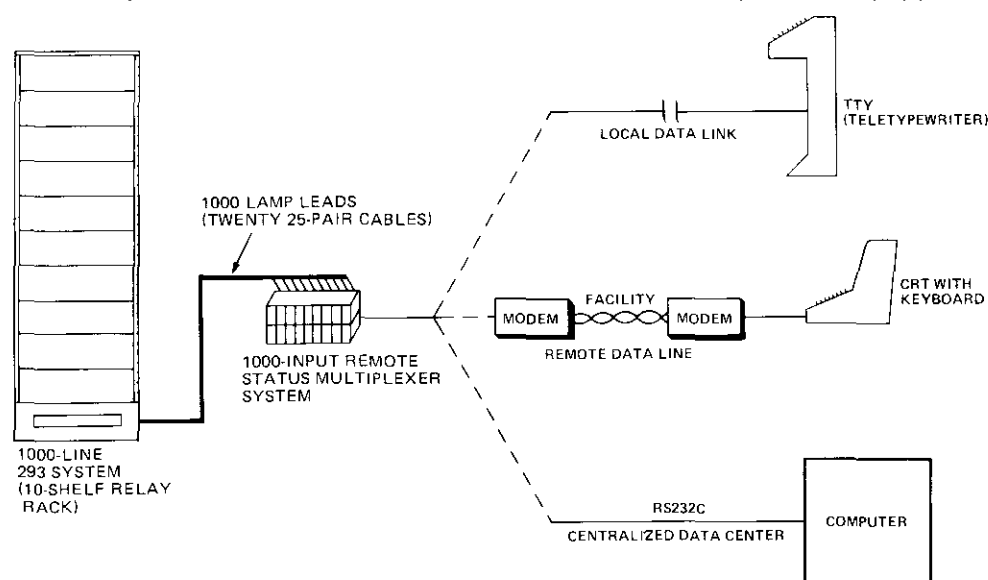 TTY
(TELETYPEWRITER)
LOCAL DATA LINK
1000 LAMP LEADS
(TWENTY 25-PAIR CABLES)
CRT WITH
KEYBOARD
FACILITY
MODEM
MODEM
REMOTE DATA LINE
1000-INPUT REMOTE
STATUS MULTIPLEXER
SYSTEM
1000-LINE
293 SYSTEM
(10-SHELF RELAY
RACK)
RS232C
CENTRALIZED DATA CENTER
COMPUTER